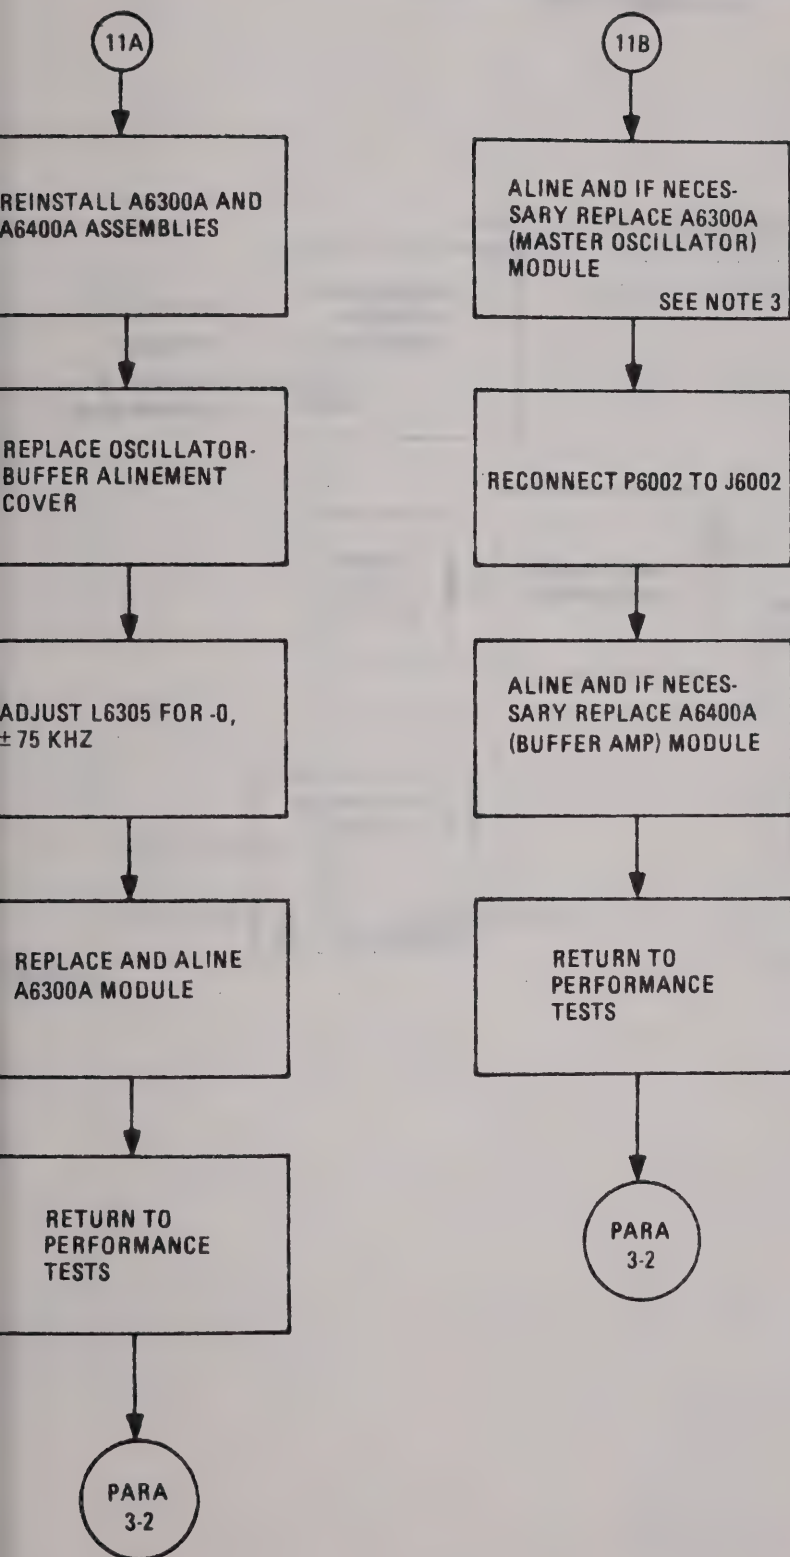 11A
REINSTALL A6300A AND
A6400A ASSEMBLIES
REPLACE OSCILLATOR-
BUFFER ALINEMENT
COVER
ADJUST L6305 FOR -0,
± 75 KHZ
REPLACE AND ALINE
A6300A MODULE
RETURN TO
PERFORMANCE
TESTS
PARA
3-2
11B
ALINE AND IF NECES-
SARY REPLACE A6300A
(MASTER OSCILLATOR)
MODULE
SEE NOTE 3
RECONNECT P6002 TO J6002
ALINE AND IF NECES-
SARY REPLACE A6400A
(BUFFER AMP) MODULE
RETURN TO
PERFORMANCE
TESTS
PARA
3-2